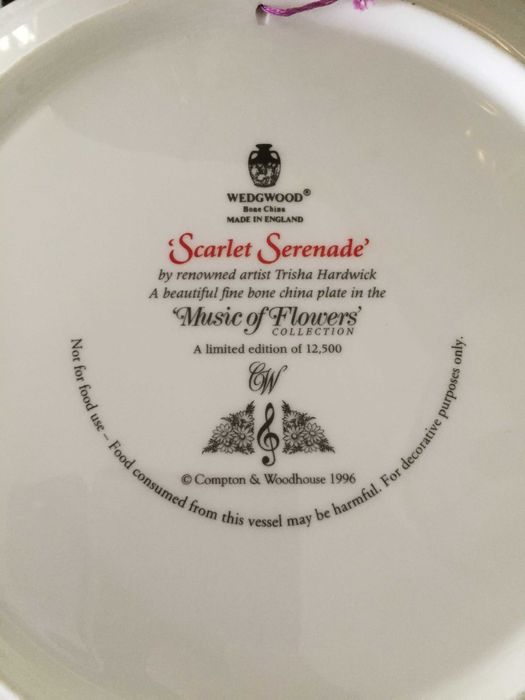 WEDGWOOD®
Bone China
MADE IN ENGLAND
'Scarlet Serenade'
by renowned artist Trisha Hardwick
A beautiful fine bone china plate in the
'Music of Flowers'
COLLECTION
A limited edition of 12,500
CW
© Compton & Woodhouse 1996
Not for food use – Food consumed from this vessel may be harmful. For decorative purposes only.